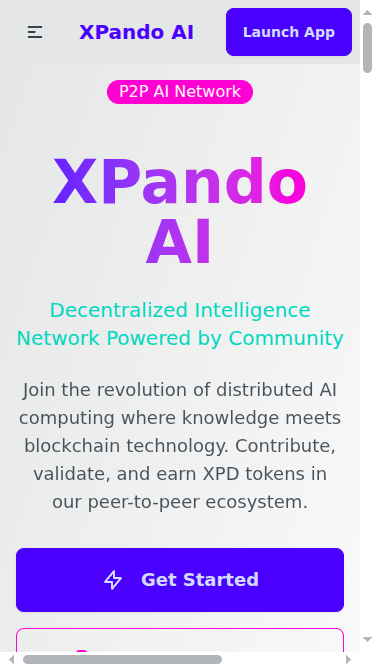 XPando AI
Launch App
P2P AI Network
XPando
AI
Decentralized Intelligence
Network Powered by Community
Join the revolution of distributed AI
computing where knowledge meets
blockchain technology. Contribute,
validate, and earn XPD tokens in
our peer-to-peer ecosystem.
Get Started